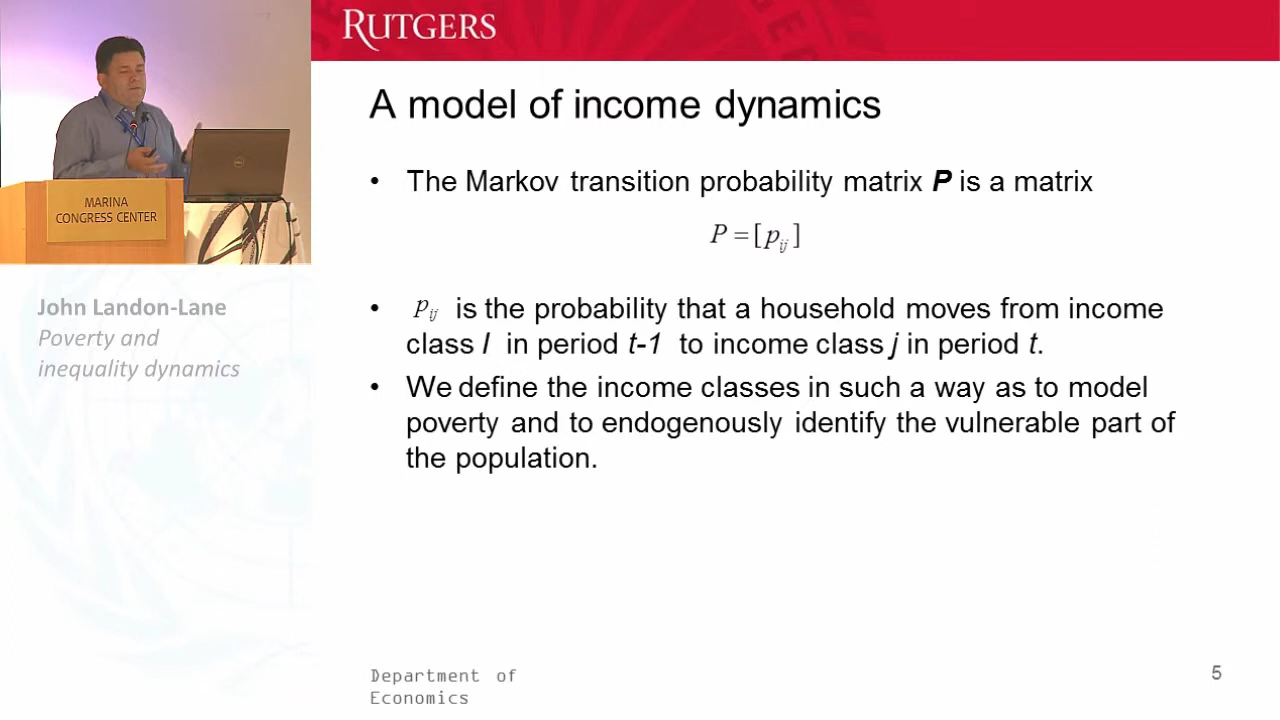 RUTGERS
A model of income dynamics
• The Markov transition probability matrix P is a matrix
P = [pij]
• pij is the probability that a household moves from income
class I in period t-1 to income class j in period t.
• We define the income classes in such a way as to model
poverty and to endogenously identify the vulnerable part of
the population.
Department of
Economics
5
MARINA
CONGRESS CENTER
DELL
John Landon-Lane
Poverty and
inequality dynamics